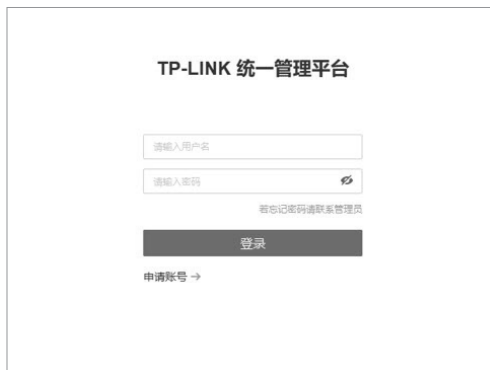 TP-LINK 统一管理平台
请输入用户名
请输入密码
若忘记密码请联系管理员
登录
申请账号 →